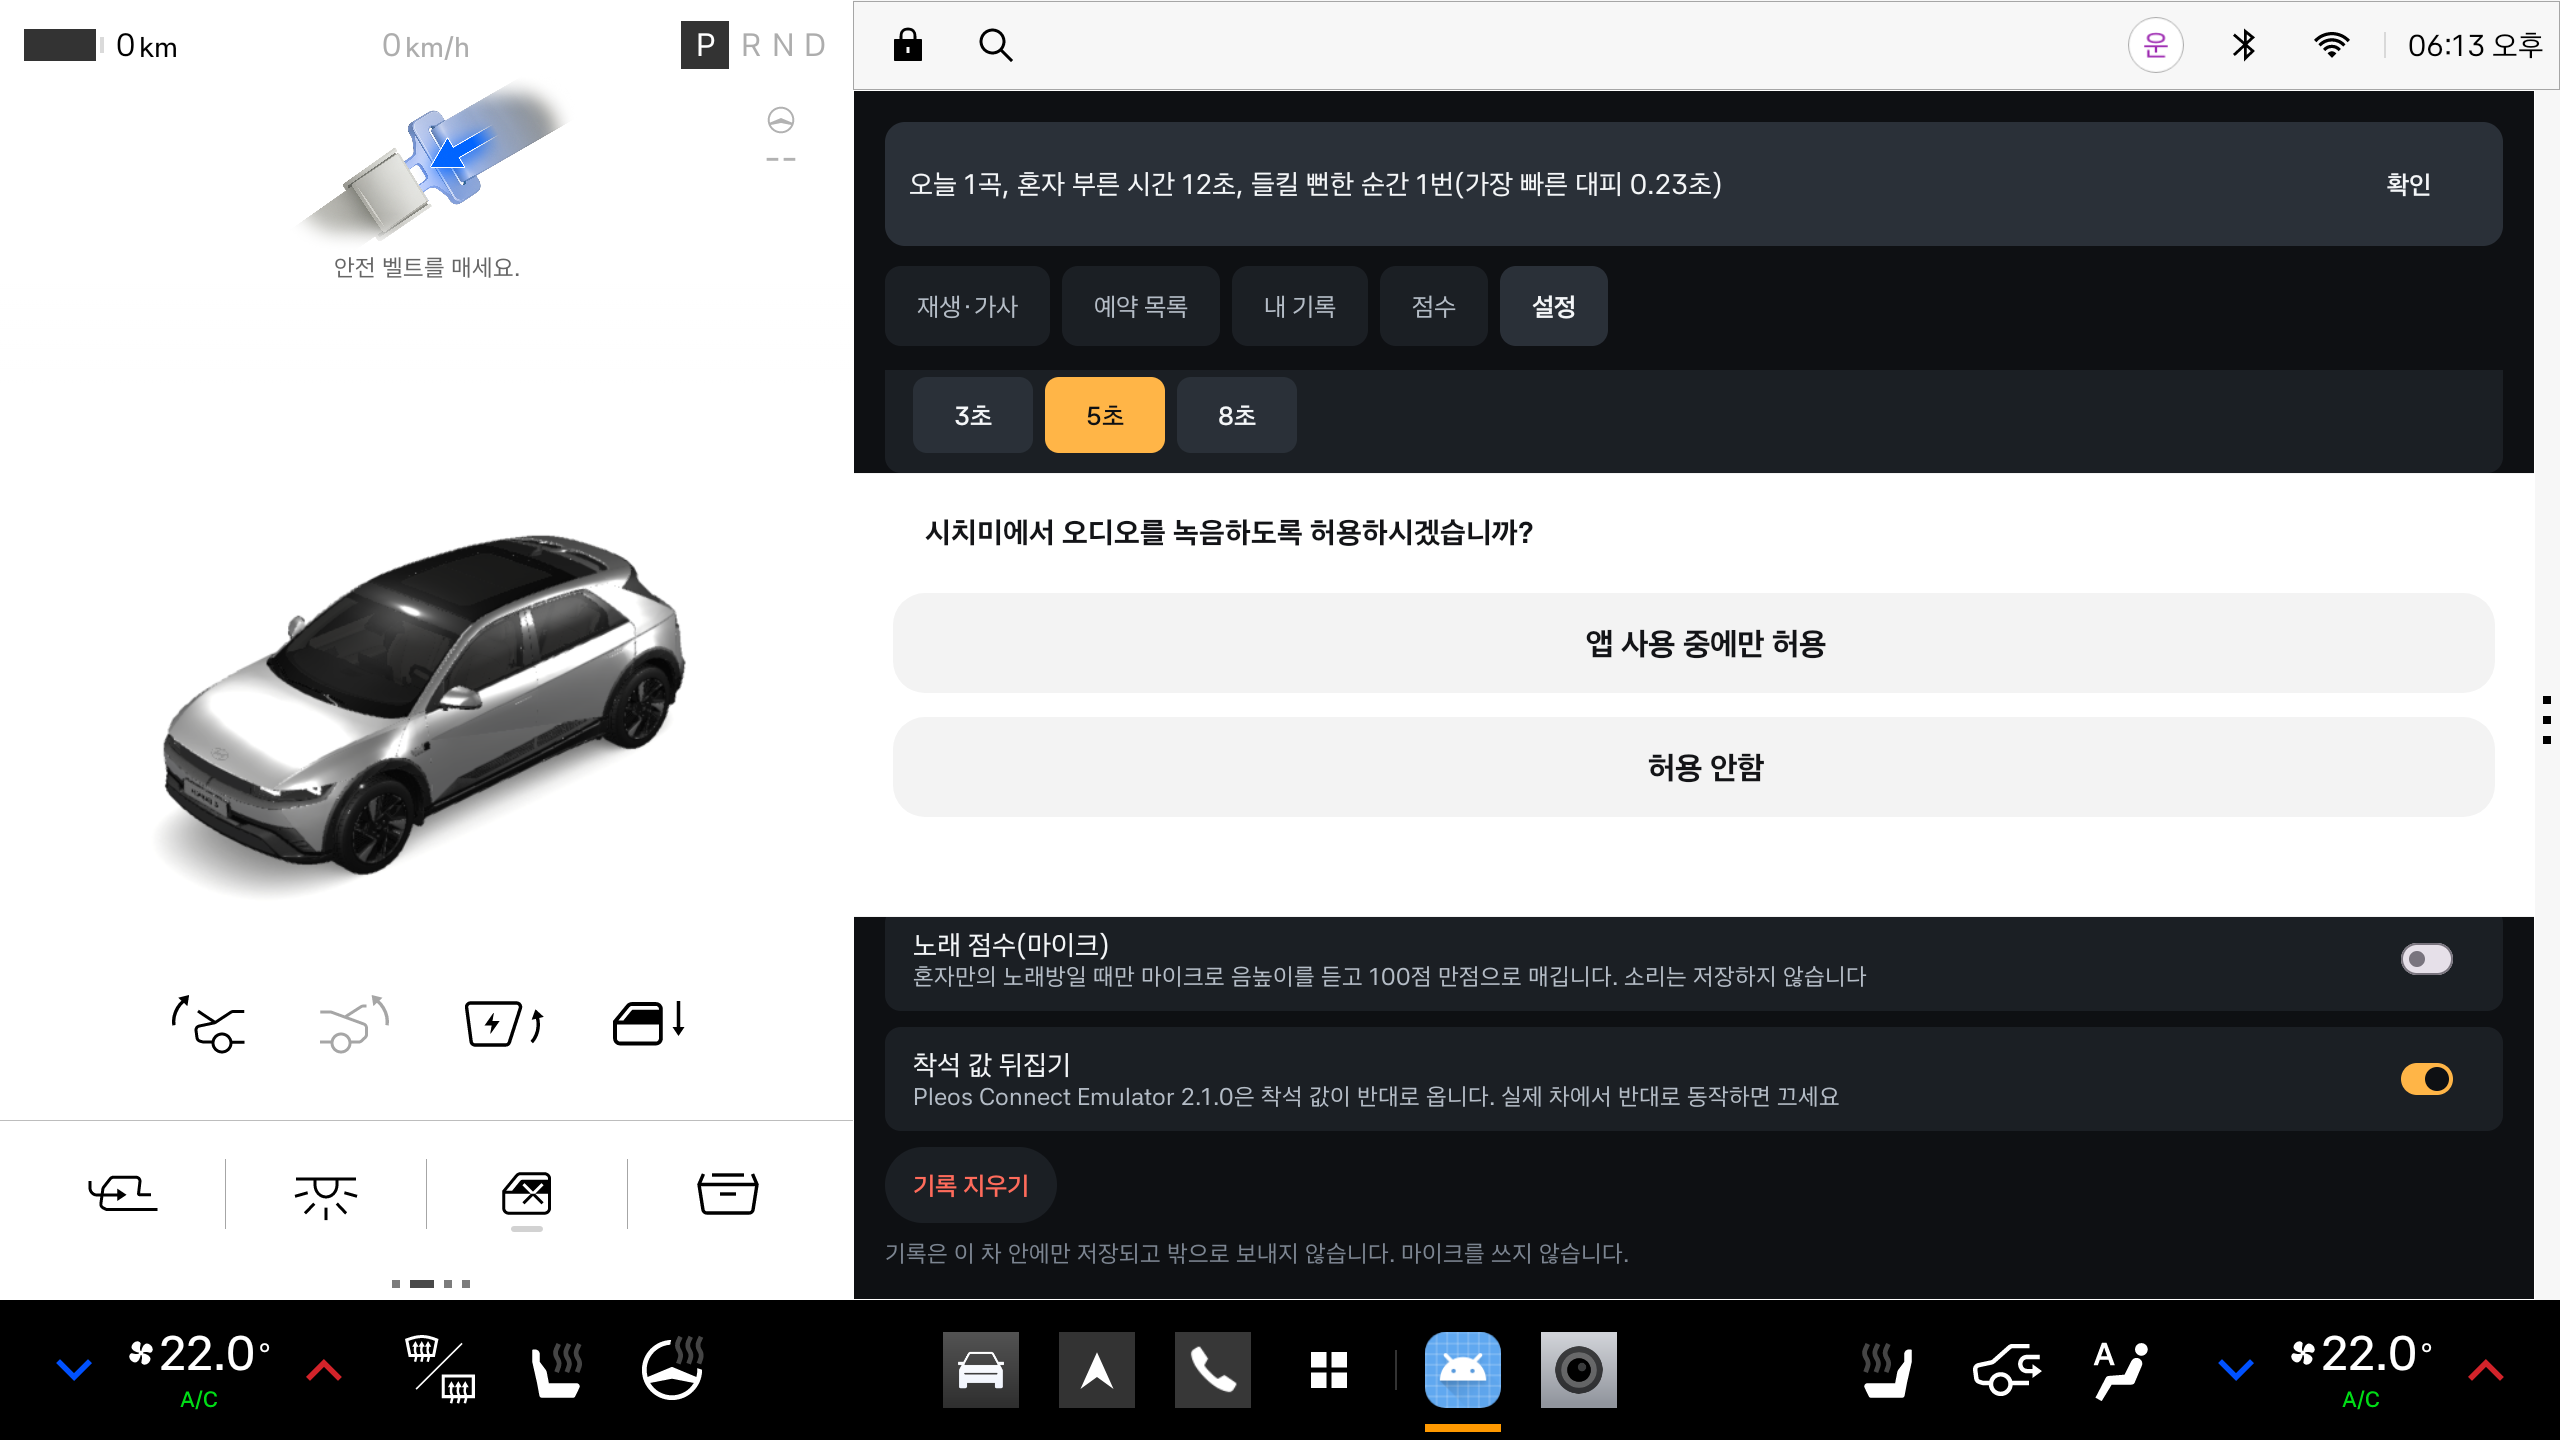 0 km
0 km/h
P R N D
안전 벨트를 매세요.
운
06:13 오후
오늘 1곡, 혼자 부른 시간 12초, 들킬 뻔한 순간 1번(가장 빠른 대피 0.23초)
확인
재생·가사
예약 목록
내 기록
점수
설정
3초
5초
8초
시치미에서 오디오를 녹음하도록 허용하시겠습니까?
앱 사용 중에만 허용
허용 안함
노래 점수(마이크)
혼자만의 노래방일 때만 마이크로 음높이를 듣고 100점 만점으로 매깁니다. 소리는 저장하지 않습니다
착석 값 뒤집기
Pleos Connect Emulator 2.1.0은 착석 값이 반대로 옵니다. 실제 차에서 반대로 동작하면 끄세요
기록 지우기
기록은 이 차 안에만 저장되고 밖으로 보내지 않습니다. 마이크를 쓰지 않습니다.
22.0°
A/C
A
22.0°
A/C